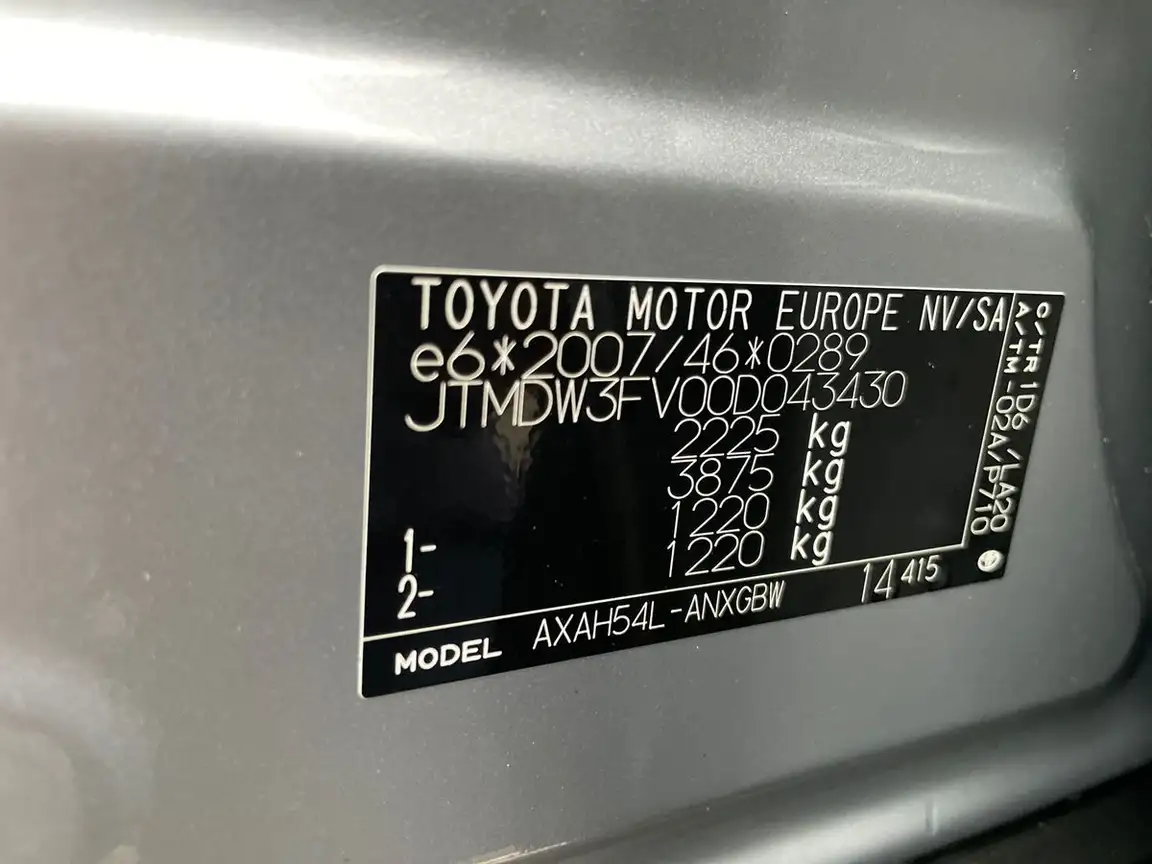 TOYOTA MOTOR EUROPE NV/SA
e6*2007/46*0289
JTMDW3FV00D043430
2225 kg
3875 kg
1- 1220 kg
2- 1220 kg
MODEL AXAH54L-ANXGBW 14 415
C/TR 1D6/LA20
A/TM -02A/P710